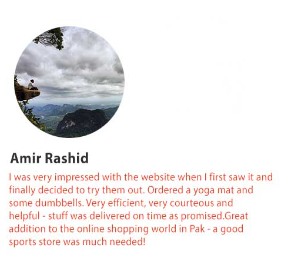 Amir Rashid
I was very impressed with the website when I first saw it and
finally decided to try them out. Ordered a yoga mat and
some dumbbells. Very efficient, very courteous and
helpful - stuff was delivered on time as promised.Great
addition to the online shopping world in Pak - a good
sports store was much needed!